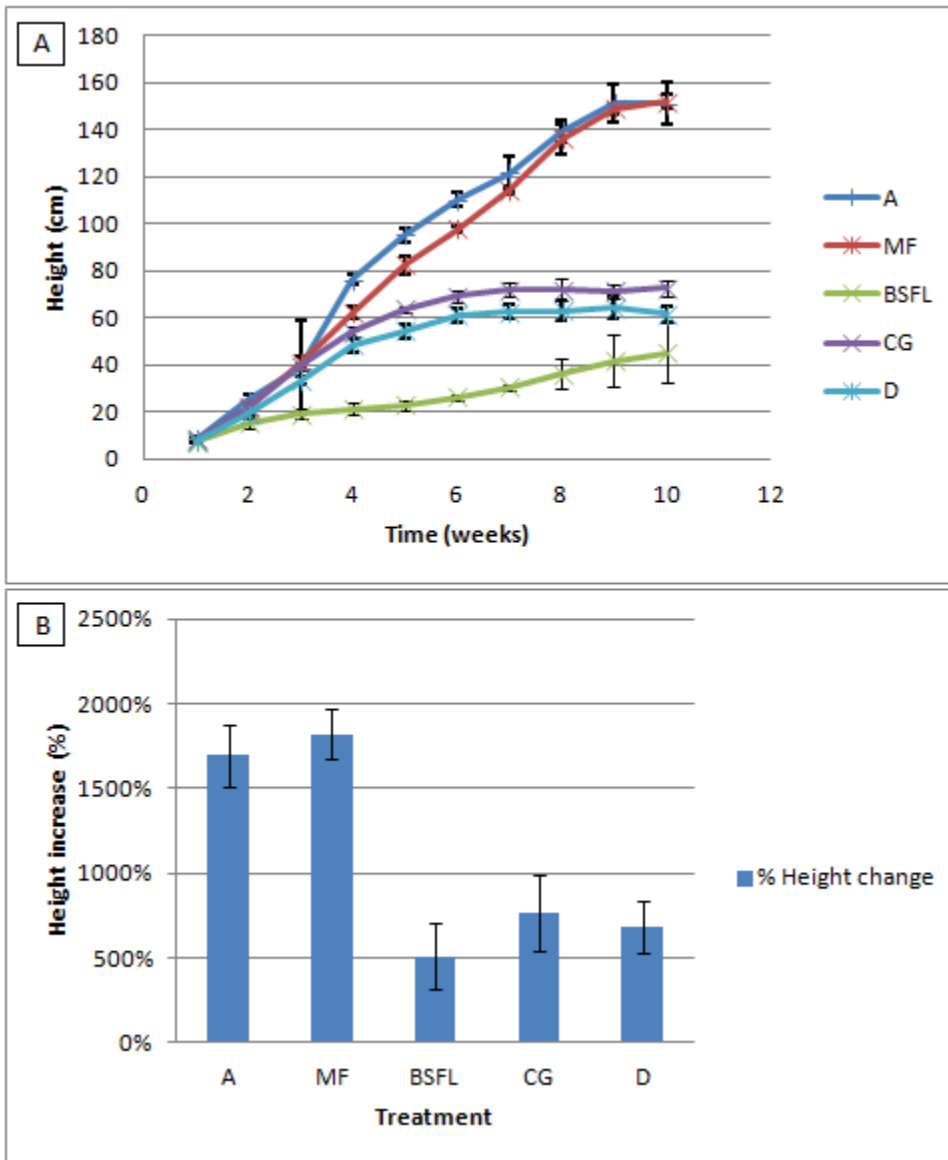 A
180
160
140
120
100
80
60
40
20
0
Height (cm)
0 2 4 6 8 10 12
Time (weeks)
A
MF
BSFL
CG
D
B
2500%
2000%
1500%
1000%
500%
0%
Height increase (%)
A MF BSFL CG D
Treatment
% Height change